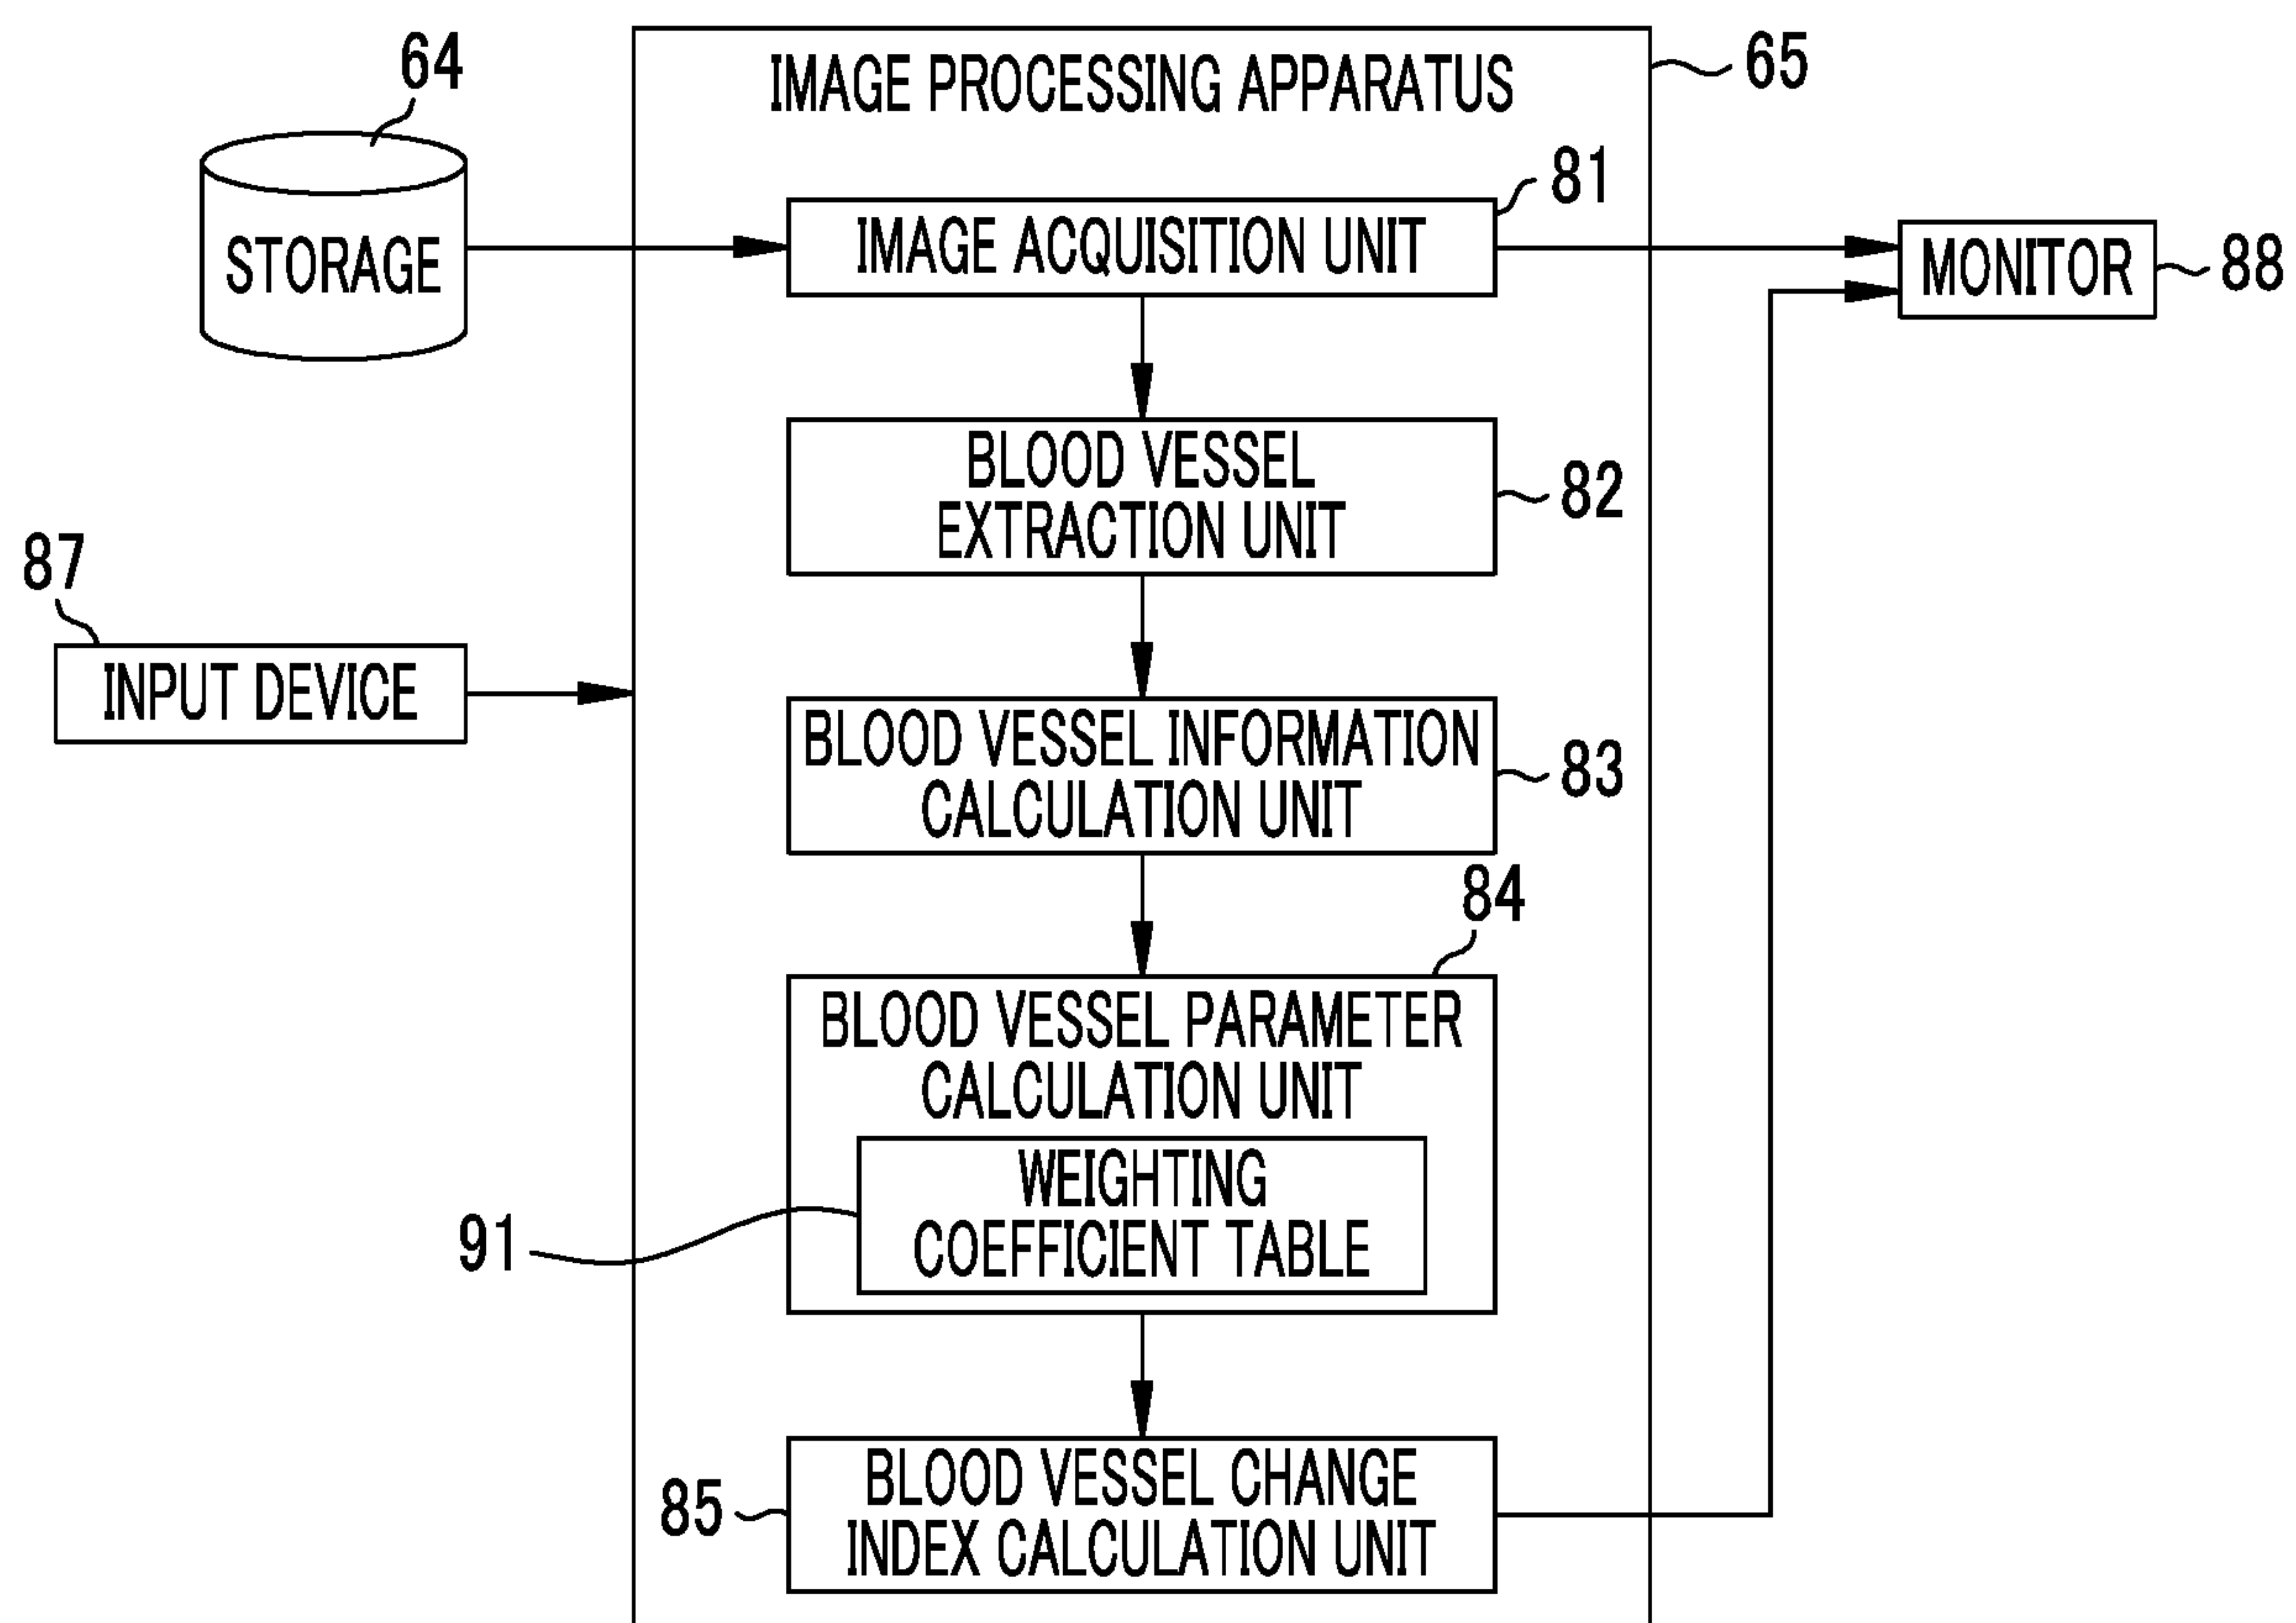 64
IMAGE PROCESSING APPARATUS
65
81
STORAGE
IMAGE ACQUISITION UNIT
MONITOR
88
BLOOD VESSEL
EXTRACTION UNIT
82
87
INPUT DEVICE
BLOOD VESSEL INFORMATION
CALCULATION UNIT
83
84
BLOOD VESSEL PARAMETER
CALCULATION UNIT
WEIGHTING
COEFFICIENT TABLE
91
BLOOD VESSEL CHANGE
INDEX CALCULATION UNIT
85